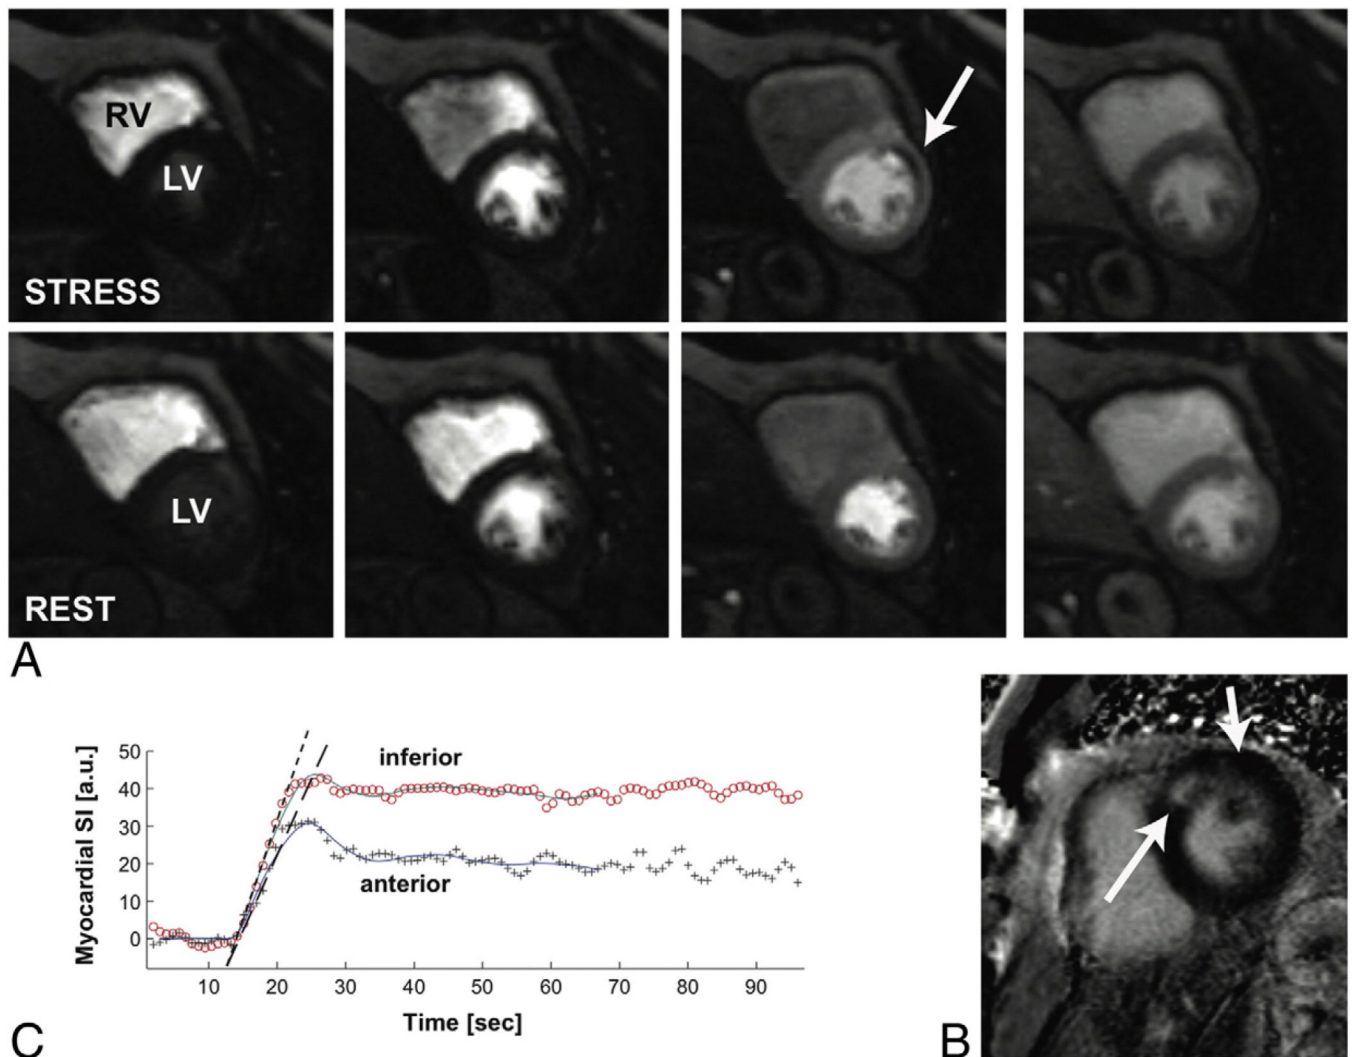 RV
LV
STRESS
LV
REST
A
50
40
30
20
10
0
Myocardial SI [a.u.]
inferior
anterior
10 20 30 40 50 60 70 80 90
Time [sec]
C
B